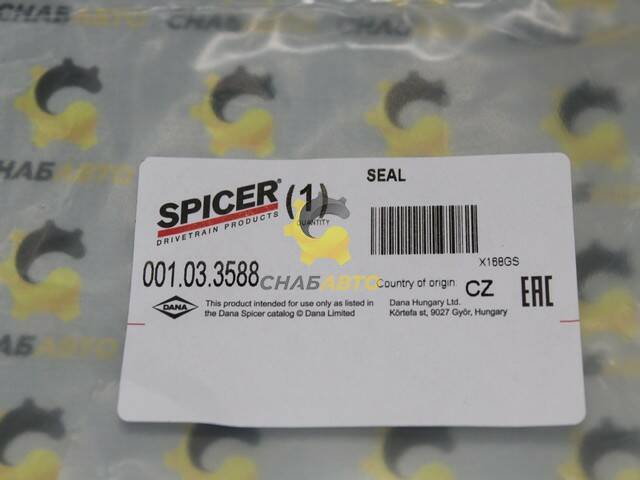 SEAL
SPICER®
(1)
DRIVETRAIN PRODUCTS
QUANTITY
X168GS
001.03.3588
СНАБАВТО
Country of origin CZ
EAC
DANA
This product intended for use only as listed in
the Dana Spicer catalog © Dana Limited
Dana Hungary Ltd.
Körtefa st, 9027 Győr, Hungary
СНАБАВТО
СНАБАВТО
СНАБАВТО